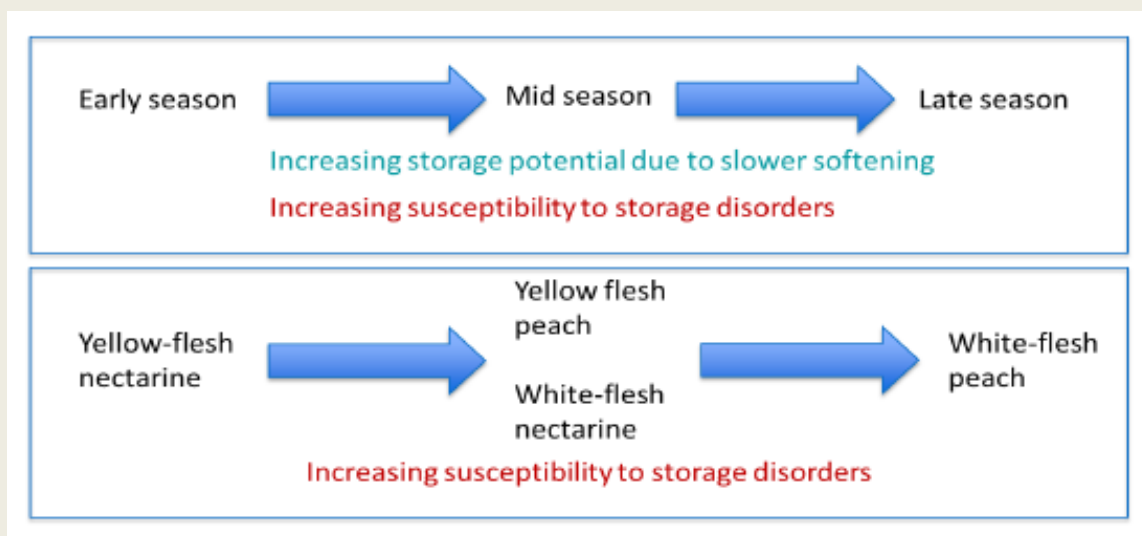 Early season
Mid season
Late season
Increasing storage potential due to slower softening
Increasing susceptibility to storage disorders
Yellow-flesh
nectarine
Yellow flesh
peach
White-flesh
nectarine
White-flesh
peach
Increasing susceptibility to storage disorders